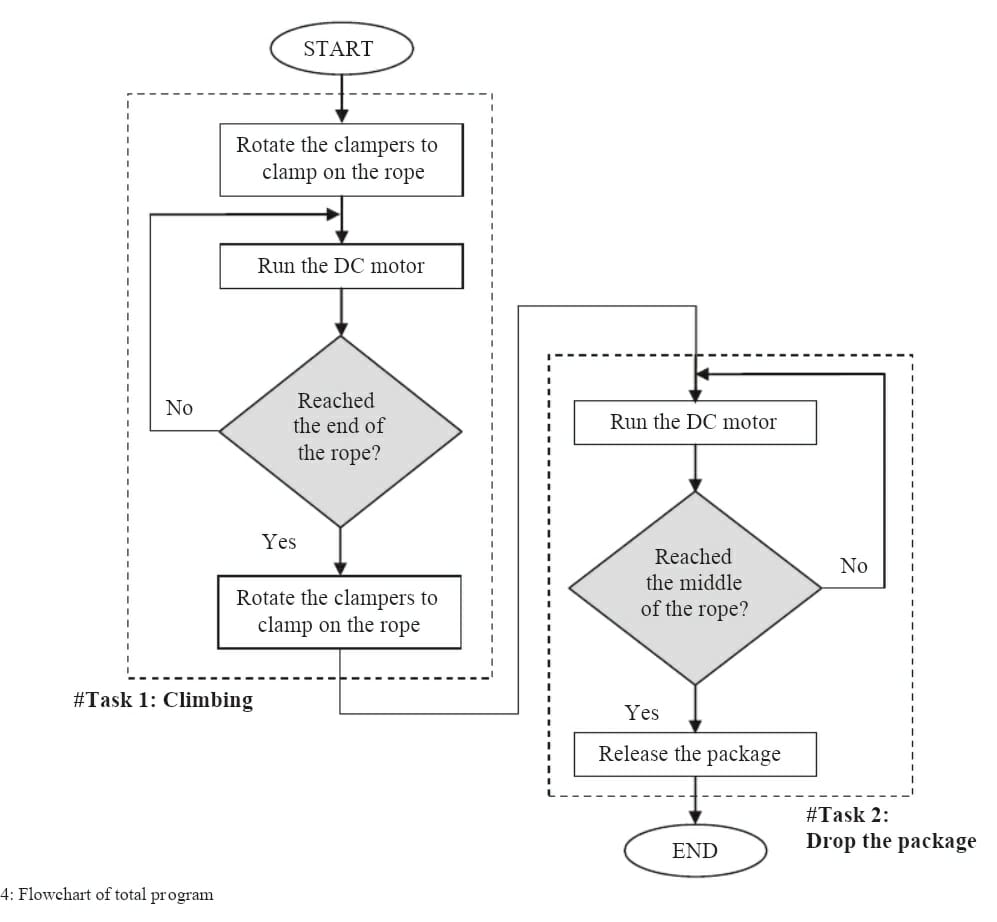 START
Rotate the clampers to
clamp on the rope
Run the DC motor
Reached
the end of
the rope?
No
Yes
Rotate the clampers to
clamp on the rope
#Task 1: Climbing
Run the DC motor
Reached
the middle
of the rope?
No
Yes
Release the package
#Task 2:
Drop the package
END
4: Flowchart of total program